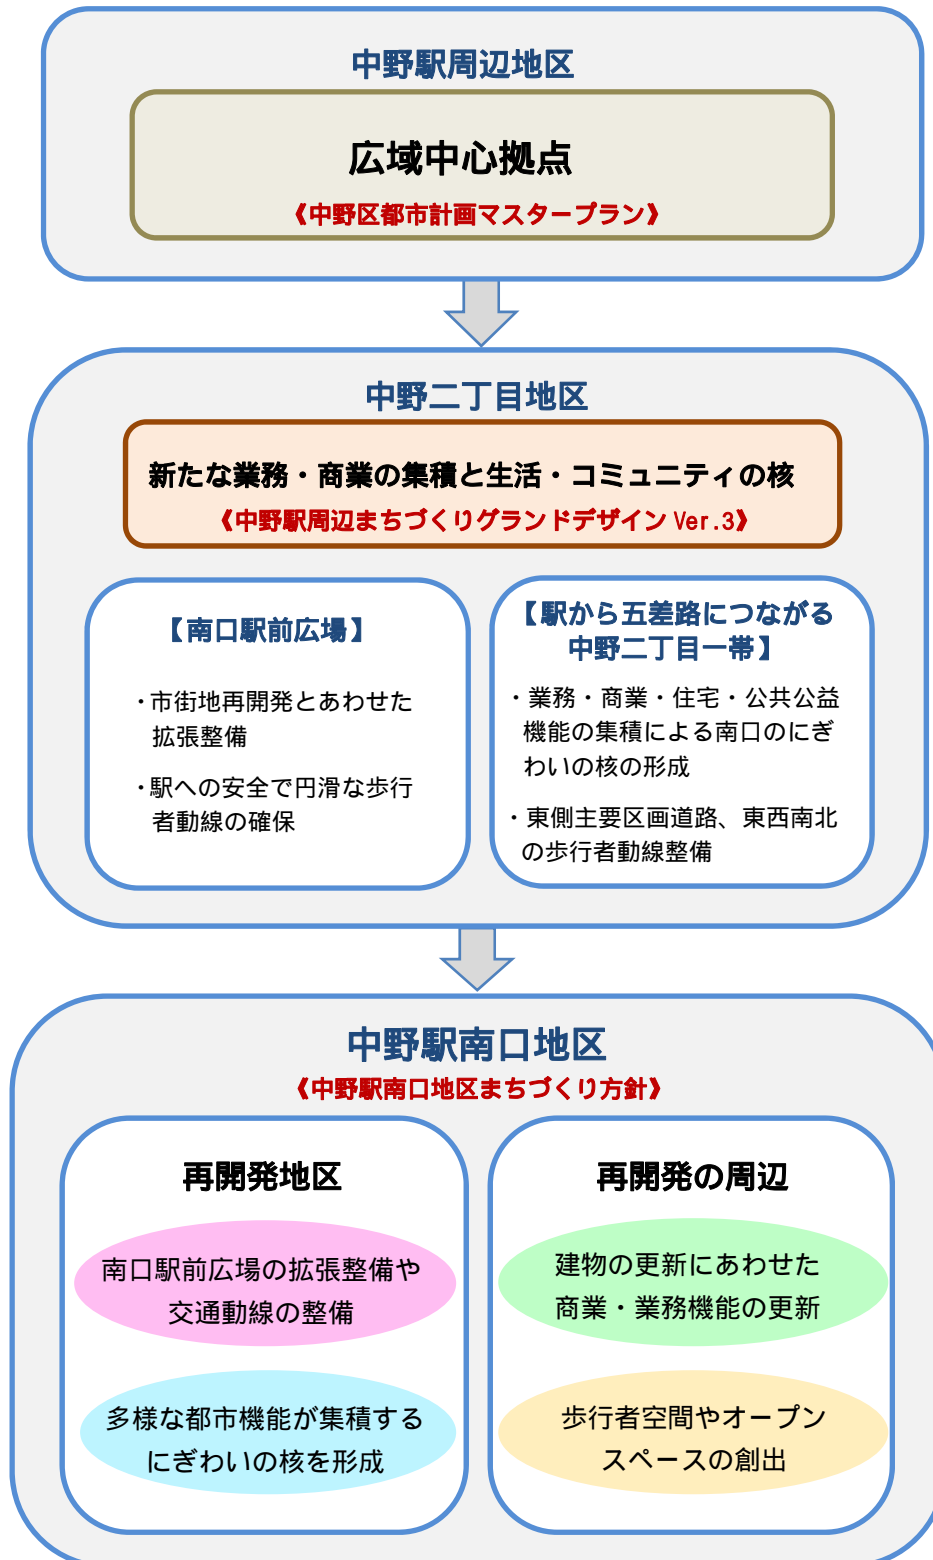 中野駅周辺地区
広域中心拠点
《中野区都市計画マスタープラン》
中野二丁目地区
新たな業務・商業の集積と生活・コミュニティの核
《中野駅周辺まちづくりグランドデザイン Ver.3》
【南口駅前広場】
・市街地再開発とあわせた
拡張整備
・駅への安全で円滑な歩行
者動線の確保
【駅から五差路につながる
中野二丁目一帯】
・業務・商業・住宅・公共公益
機能の集積による南口のにぎ
わいの核の形成
・東側主要区画道路、東西南北
の歩行者動線整備
中野駅南口地区
《中野駅南口地区まちづくり方針》
再開発地区
南口駅前広場の拡張整備や
交通動線の整備
多様な都市機能が集積する
にぎわいの核を形成
再開発の周辺
建物の更新にあわせた
商業・業務機能の更新
歩行者空間やオープン
スペースの創出